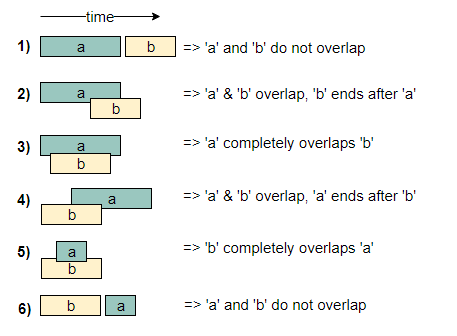 time
1) a b => 'a' and 'b' do not overlap
2) a b => 'a' & 'b' overlap, 'b' ends after 'a'
3) a b => 'a' completely overlaps 'b'
4) a b => 'a' & 'b' overlap, 'a' ends after 'b'
5) a b => 'b' completely overlaps 'a'
6) b a => 'a' and 'b' do not overlap